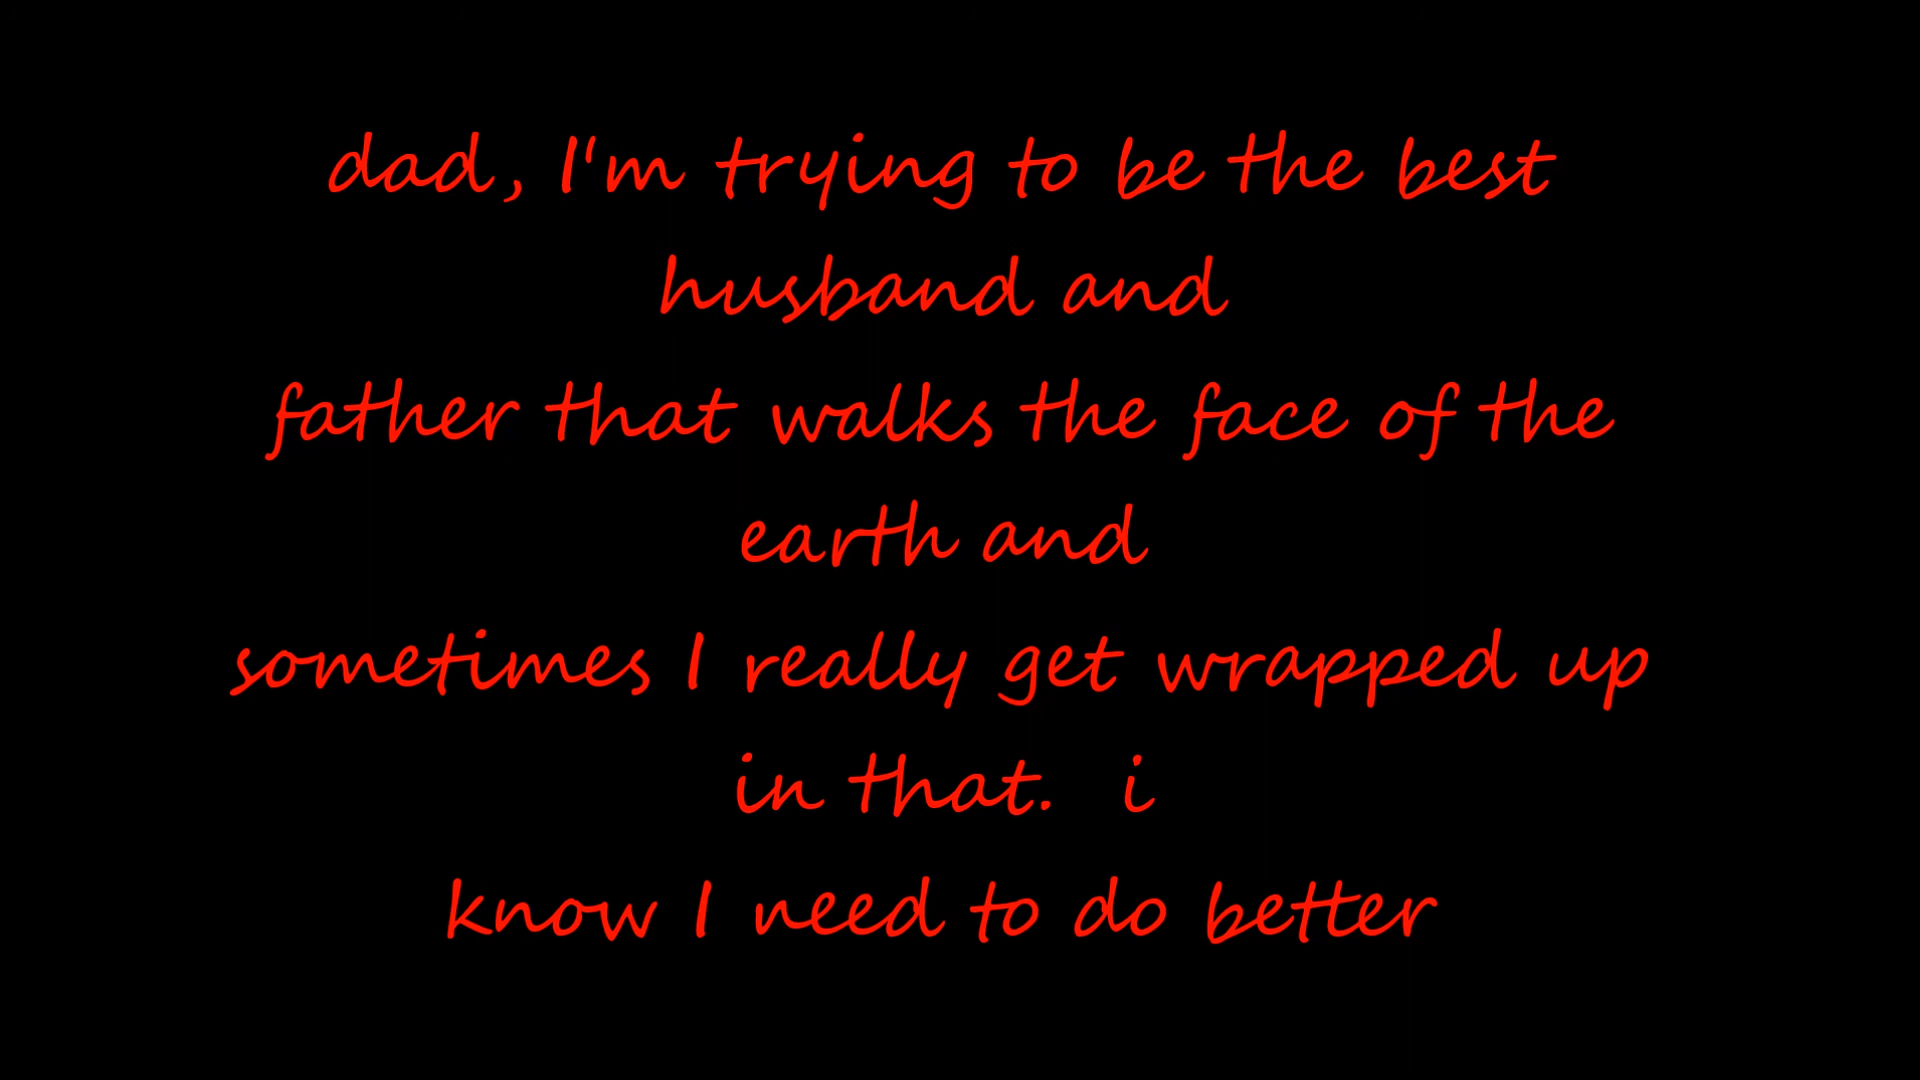 dad, I'm trying to be the best
husband and
father that walks the face of the
earth and
sometimes I really get wrapped up
in that.   i
know I need to do better